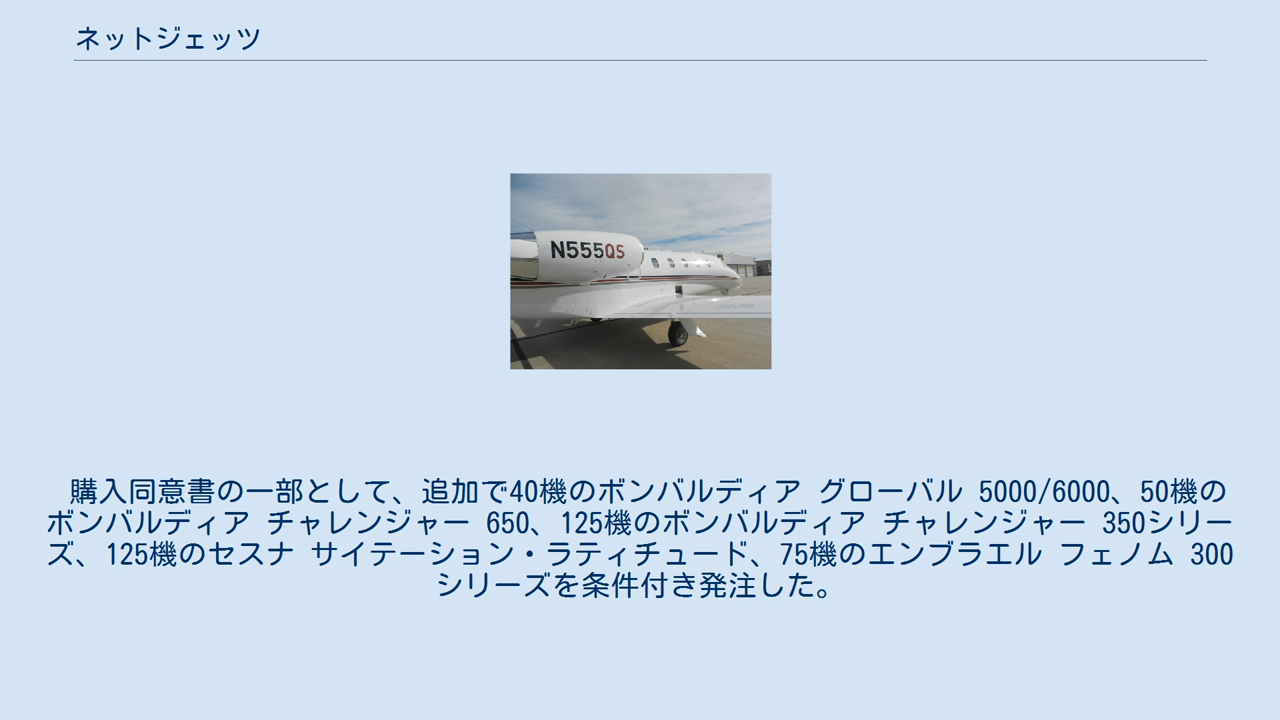 ネットジェッツ
N555QS
購入同意書の一部として、追加で40機のボンバルディア グローバル 5000/6000、50機の
ボンバルディア チャレンジャー 650、125機のボンバルディア チャレンジャー 350シリー
ズ、125機のセスナ サイテーション・ラティチュード、75機のエンブラエル フェノム 300
シリーズを条件付き発注した。